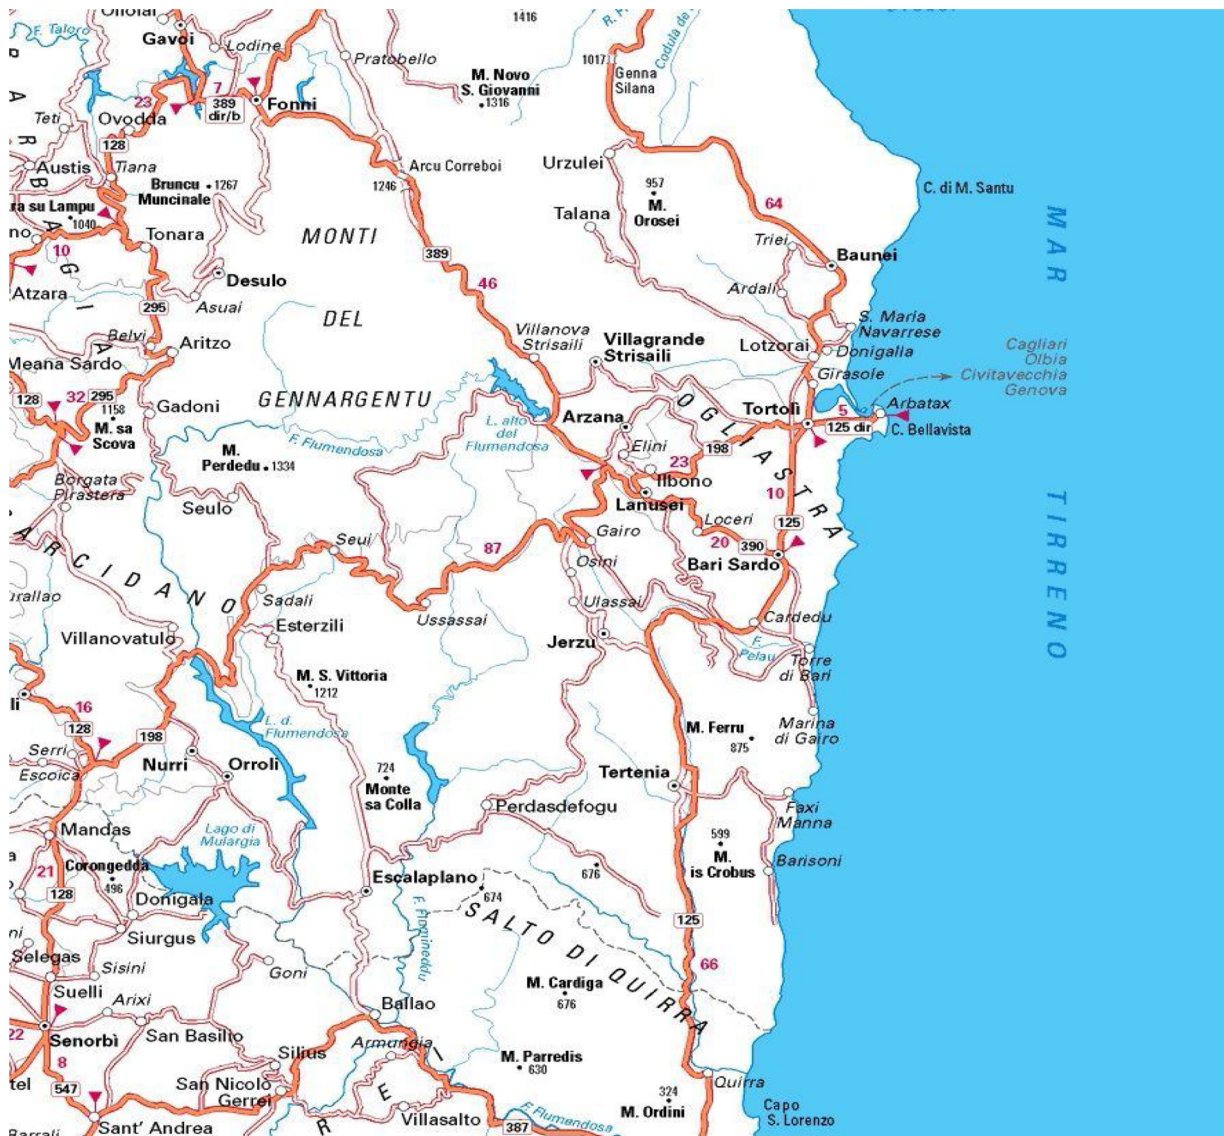 1416
Gavoi
F. Taloro
Lodine
Pratobello
1017
Genna
Silana
M. Novo
S. Giovanni
1316
23
7
389
dir/b
Fonni
Teti
Ovodda
128
Austis
Tiana
Arcu Correboi
1246
Urzulei
Bruncu
Muncinale
1267
957
M.
Orosei
C. di M. Santu
64
1040
Talana
MONTI
MAR
Tonara
10
389
Triei
Baunei
Desulo
46
Atzara
Asuai
Ardali
295
DEL
S. Maria
Navarrese
Belvi
Aritzo
Villanova
Strisaili
Villagrande
Strisaili
Lotzorai
Donigalla
Cagliari
Olbia
Civitavecchia
Genova
Meana Sardo
Girasole
128
32
295
1158
M. sa
Scova
Gadoni
GENNARGENTU
Arzana
OGLIASTRA
Tortolì
5
125 dir
Arbatax
C. Bellavista
L. alto
del
Flumendosa
F. Flumendosa
M.
Perdedu
1334
Elini
198
23
Ilbono
Borgata
Pirastera
Seulo
Lanusei
10
TIRRENO
Loceri
125
Seui
87
Gairo
20
390
Bari Sardo
ARCIDANO
Osini
Sadali
Ussassai
Ulassai
Cardedu
Villanovatulo
Esterzili
Jerzu
F.
Pelau
Torre
di Bari
M. S. Vittoria
1212
16
128
198
L. d.
Flumendosa
M. Ferru
875
Marina
di Gairo
Serri
Escoica
Nurri
Orroli
724
Monte
sa Colla
Tertenia
Perdasdefogu
Faxi
Manna
Mandas
Lago di
Mulargia
599
M.
is Crobus
Barisoni
21
Corongedda
496
676
128
Escalaplano
674
Donigala
SALTO DI QUIRRA
125
Siurgus
F. Flumineddu
Selegas
Sisini
Goni
66
Suelli
M. Cardiga
676
Arixi
Ballao
22
Senorbì
San Basilio
Armungia
8
Silius
M. Parredis
630
547
San Nicolo
Gerrei
Quirra
324
M. Ordini
Capo
S. Lorenzo
Villasalto
F. Flumendosa
387
Sant' Andrea